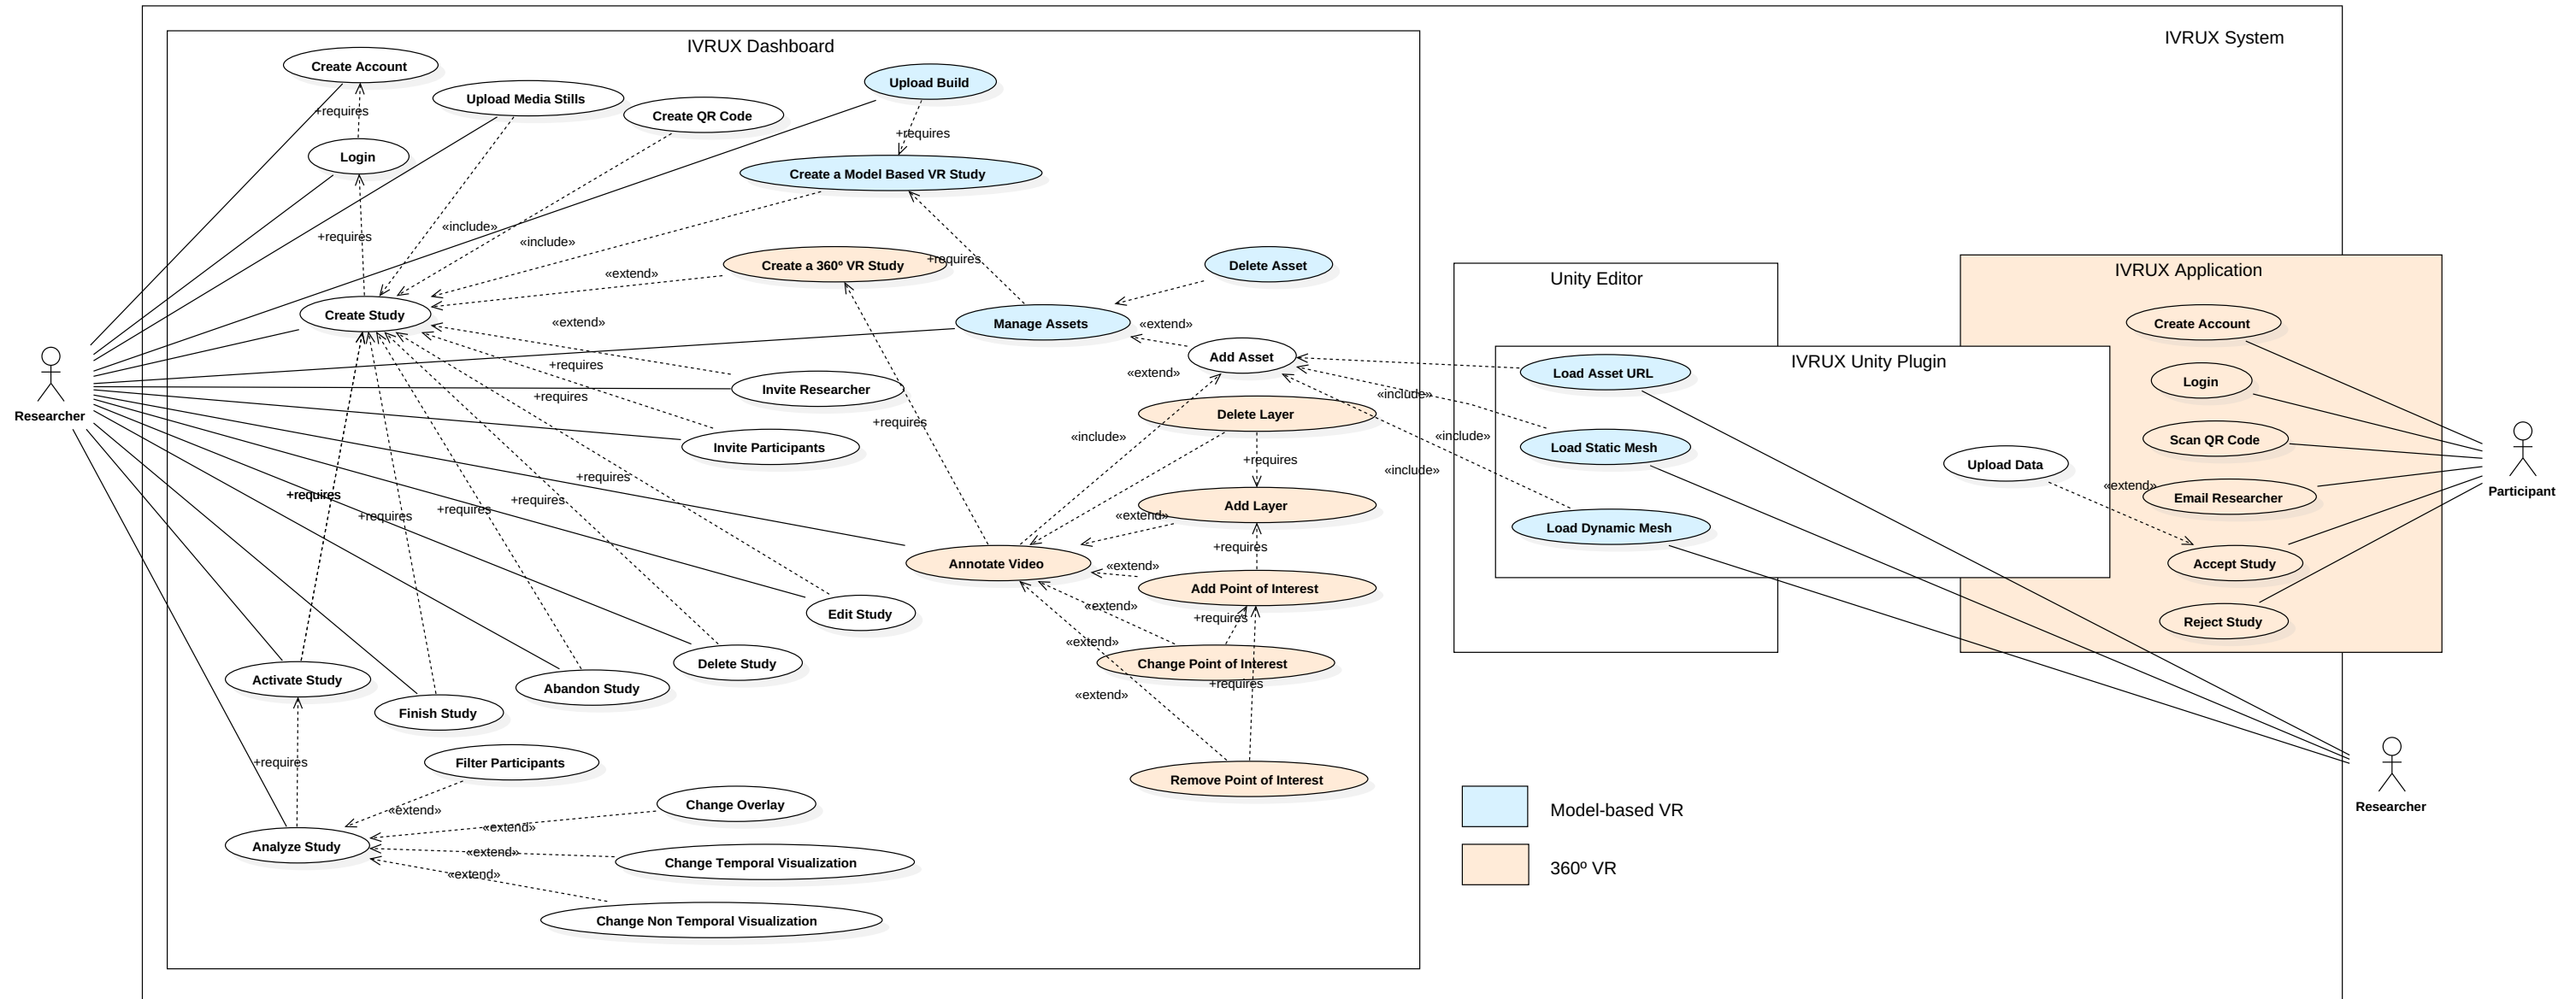 IVRUX System
IVRUX Dashboard
Create Account
Upload Media Stills
Create QR Code
Upload Build
+requires
+requires
Login
Create a Model Based VR Study
«include»
+requires
«include»
Create a 360º VR Study
+requires
Delete Asset
«extend»
Create Study
«extend»
Manage Assets
«extend»
Add Asset
+requires
Invite Researcher
«extend»
+requires
Delete Layer
+requires
«include»
Invite Participants
+requires
+requires
+requires
+requires
+requires
+requires
+requires
Add Layer
«extend»
+requires
Annotate Video
«extend»
Add Point of Interest
«extend»
+requires
Edit Study
«extend»
Change Point of Interest
+requires
«extend»
Delete Study
Activate Study
Abandon Study
Finish Study
+requires
Filter Participants
Remove Point of Interest
Change Overlay
«extend»
«extend»
Analyze Study
«extend»
Change Temporal Visualization
«extend»
Change Non Temporal Visualization
Researcher
Unity Editor
IVRUX Unity Plugin
Load Asset URL
«include»
«include»
Load Static Mesh
«include»
Load Dynamic Mesh
Upload Data
«extend»
IVRUX Application
Create Account
Login
Scan QR Code
Email Researcher
Accept Study
Reject Study
Participant
Researcher
Model-based VR
360º VR